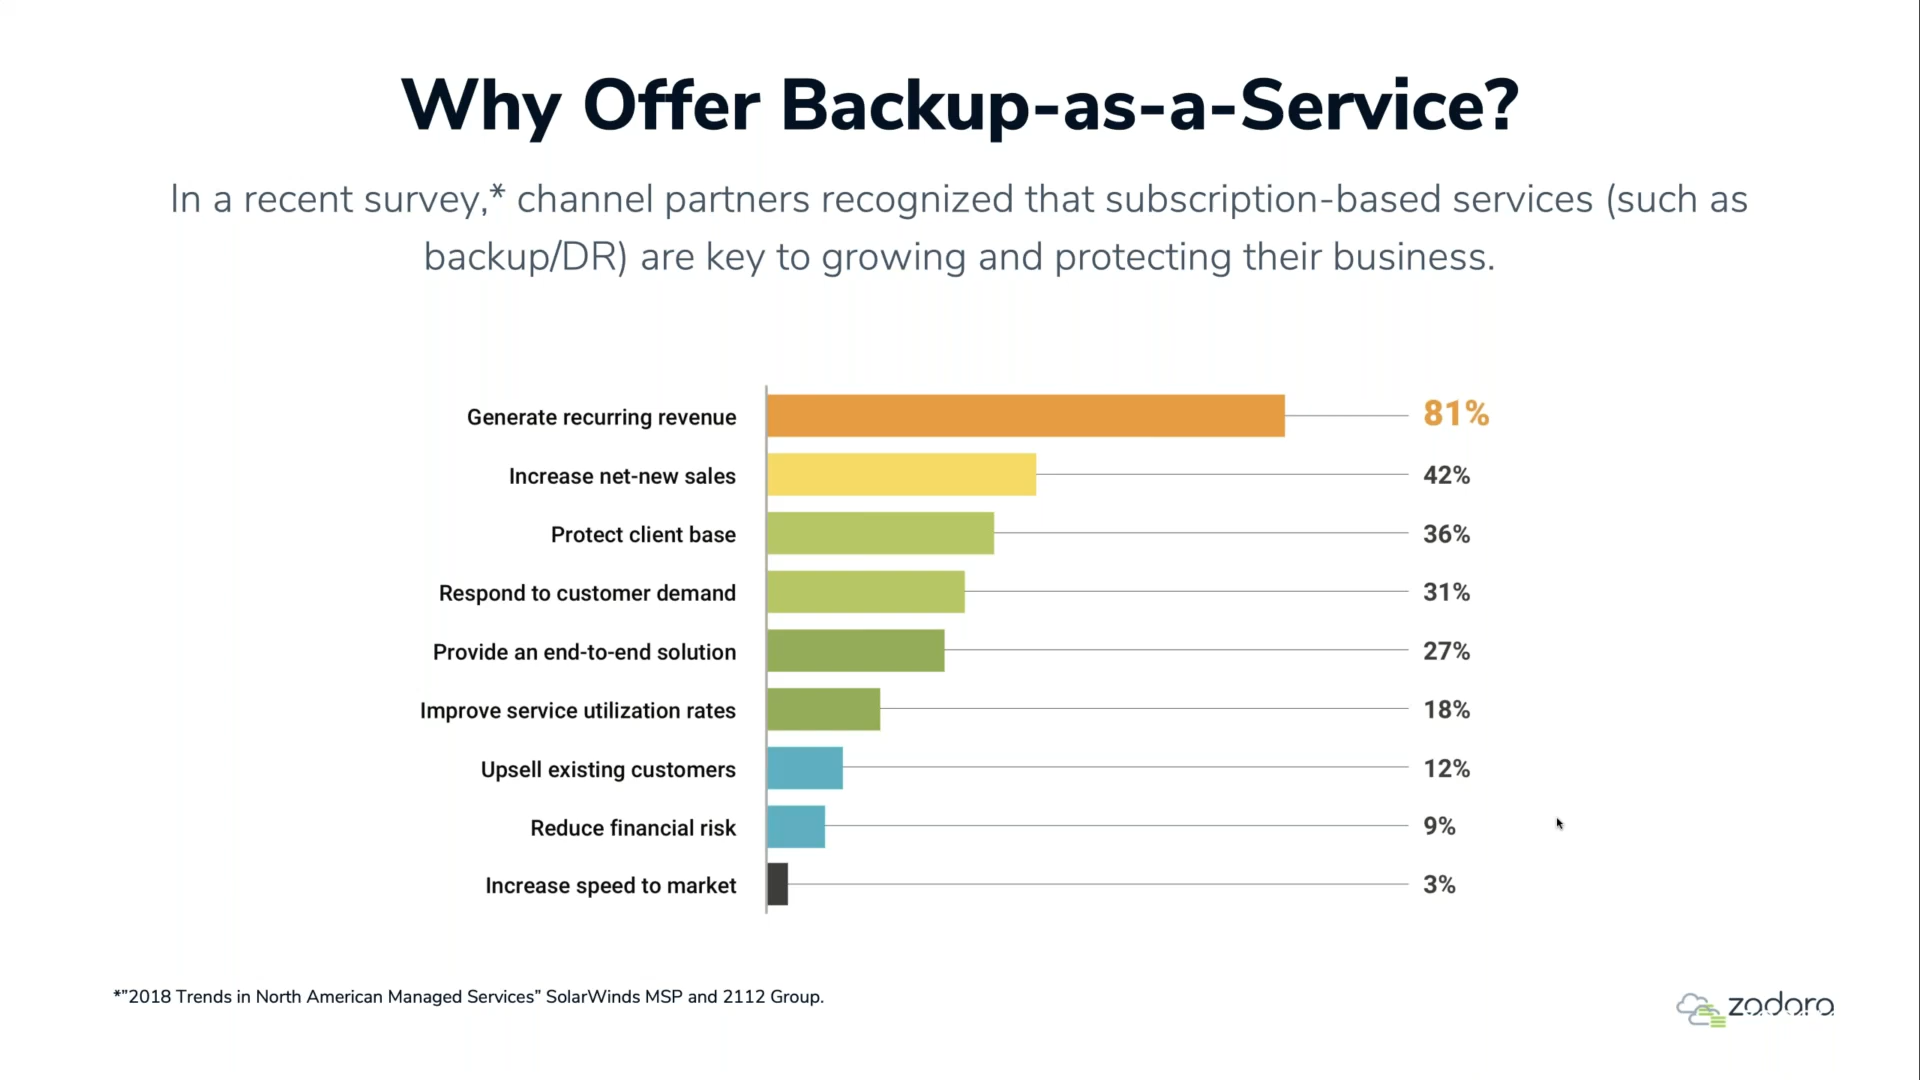 Why Offer Backup-as-a-Service?
In a recent survey,* channel partners recognized that subscription-based services (such as
backup/DR) are key to growing and protecting their business.
Generate recurring revenue 81%
Increase net-new sales 42%
Protect client base 36%
Respond to customer demand 31%
Provide an end-to-end solution 27%
Improve service utilization rates 18%
Upsell existing customers 12%
Reduce financial risk 9%
Increase speed to market 3%
*"2018 Trends in North American Managed Services" SolarWinds MSP and 2112 Group.
zadara